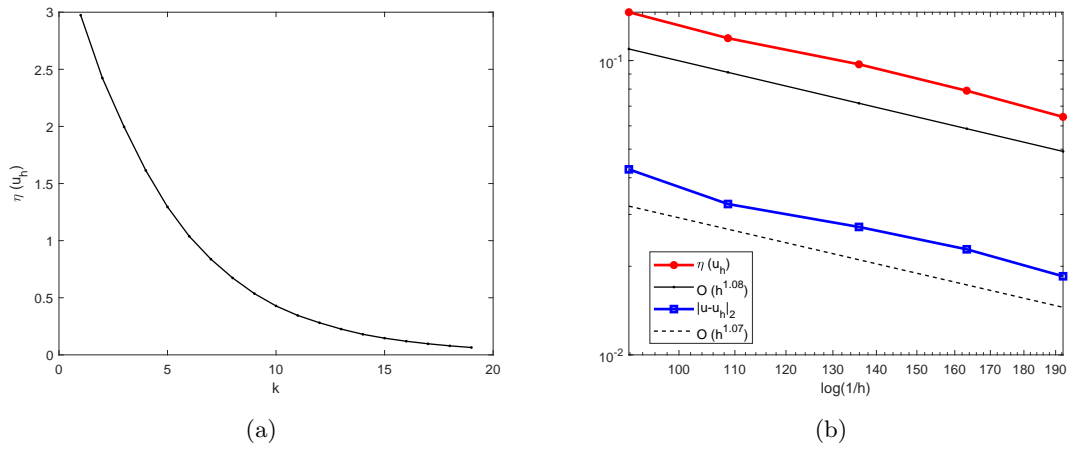 3
2.5
2
1.5
1
0.5
0
η (u_h)
0 5 10 15 20
k
(a)
10^-1
10^-2
η (u_h)
O (h^1.08)
|u-u_h|_2
O (h^1.07)
100 110 120 130 140 150 160 170 180 190
log(1/h)
(b)